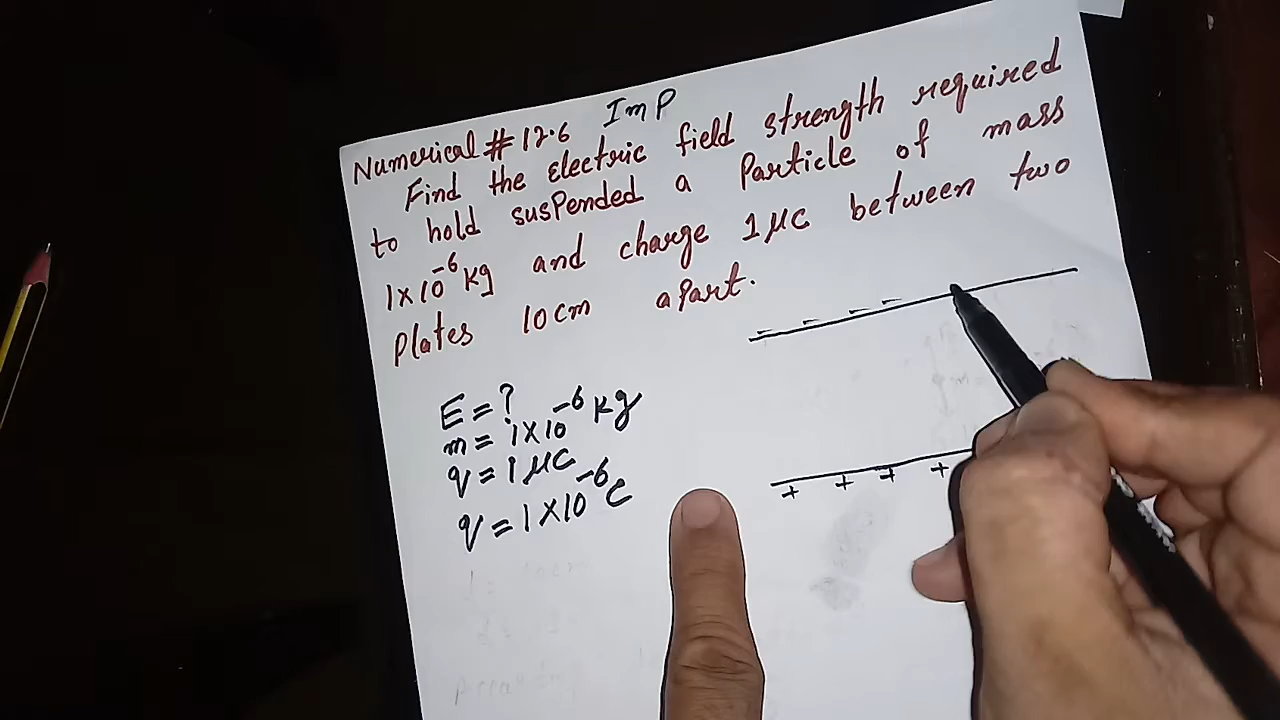 Numerical # 12.6 ImP
Find the Electric field strength required
to hold suspended a Particle of mass
1×10⁻⁶ kg and charge 1μC between two
Plates 10cm apart.
E = ?
m = 1×10⁻⁶ kg
q = 1μC
q = 1×10⁻⁶ C
- - - -
+ + + +